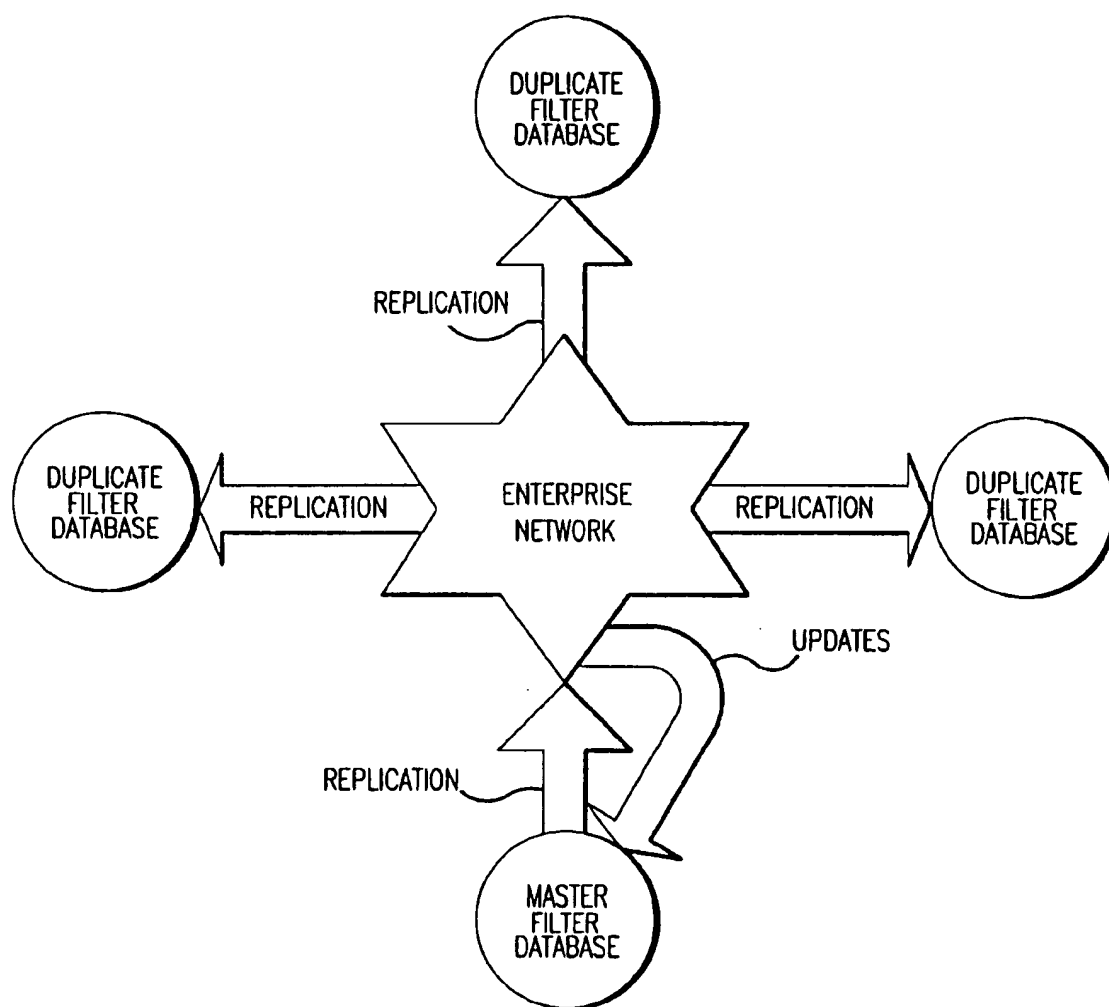 DUPLICATE
FILTER
DATABASE
REPLICATION
DUPLICATE
FILTER
DATABASE
REPLICATION
ENTERPRISE
NETWORK
REPLICATION
DUPLICATE
FILTER
DATABASE
UPDATES
REPLICATION
MASTER
FILTER
DATABASE